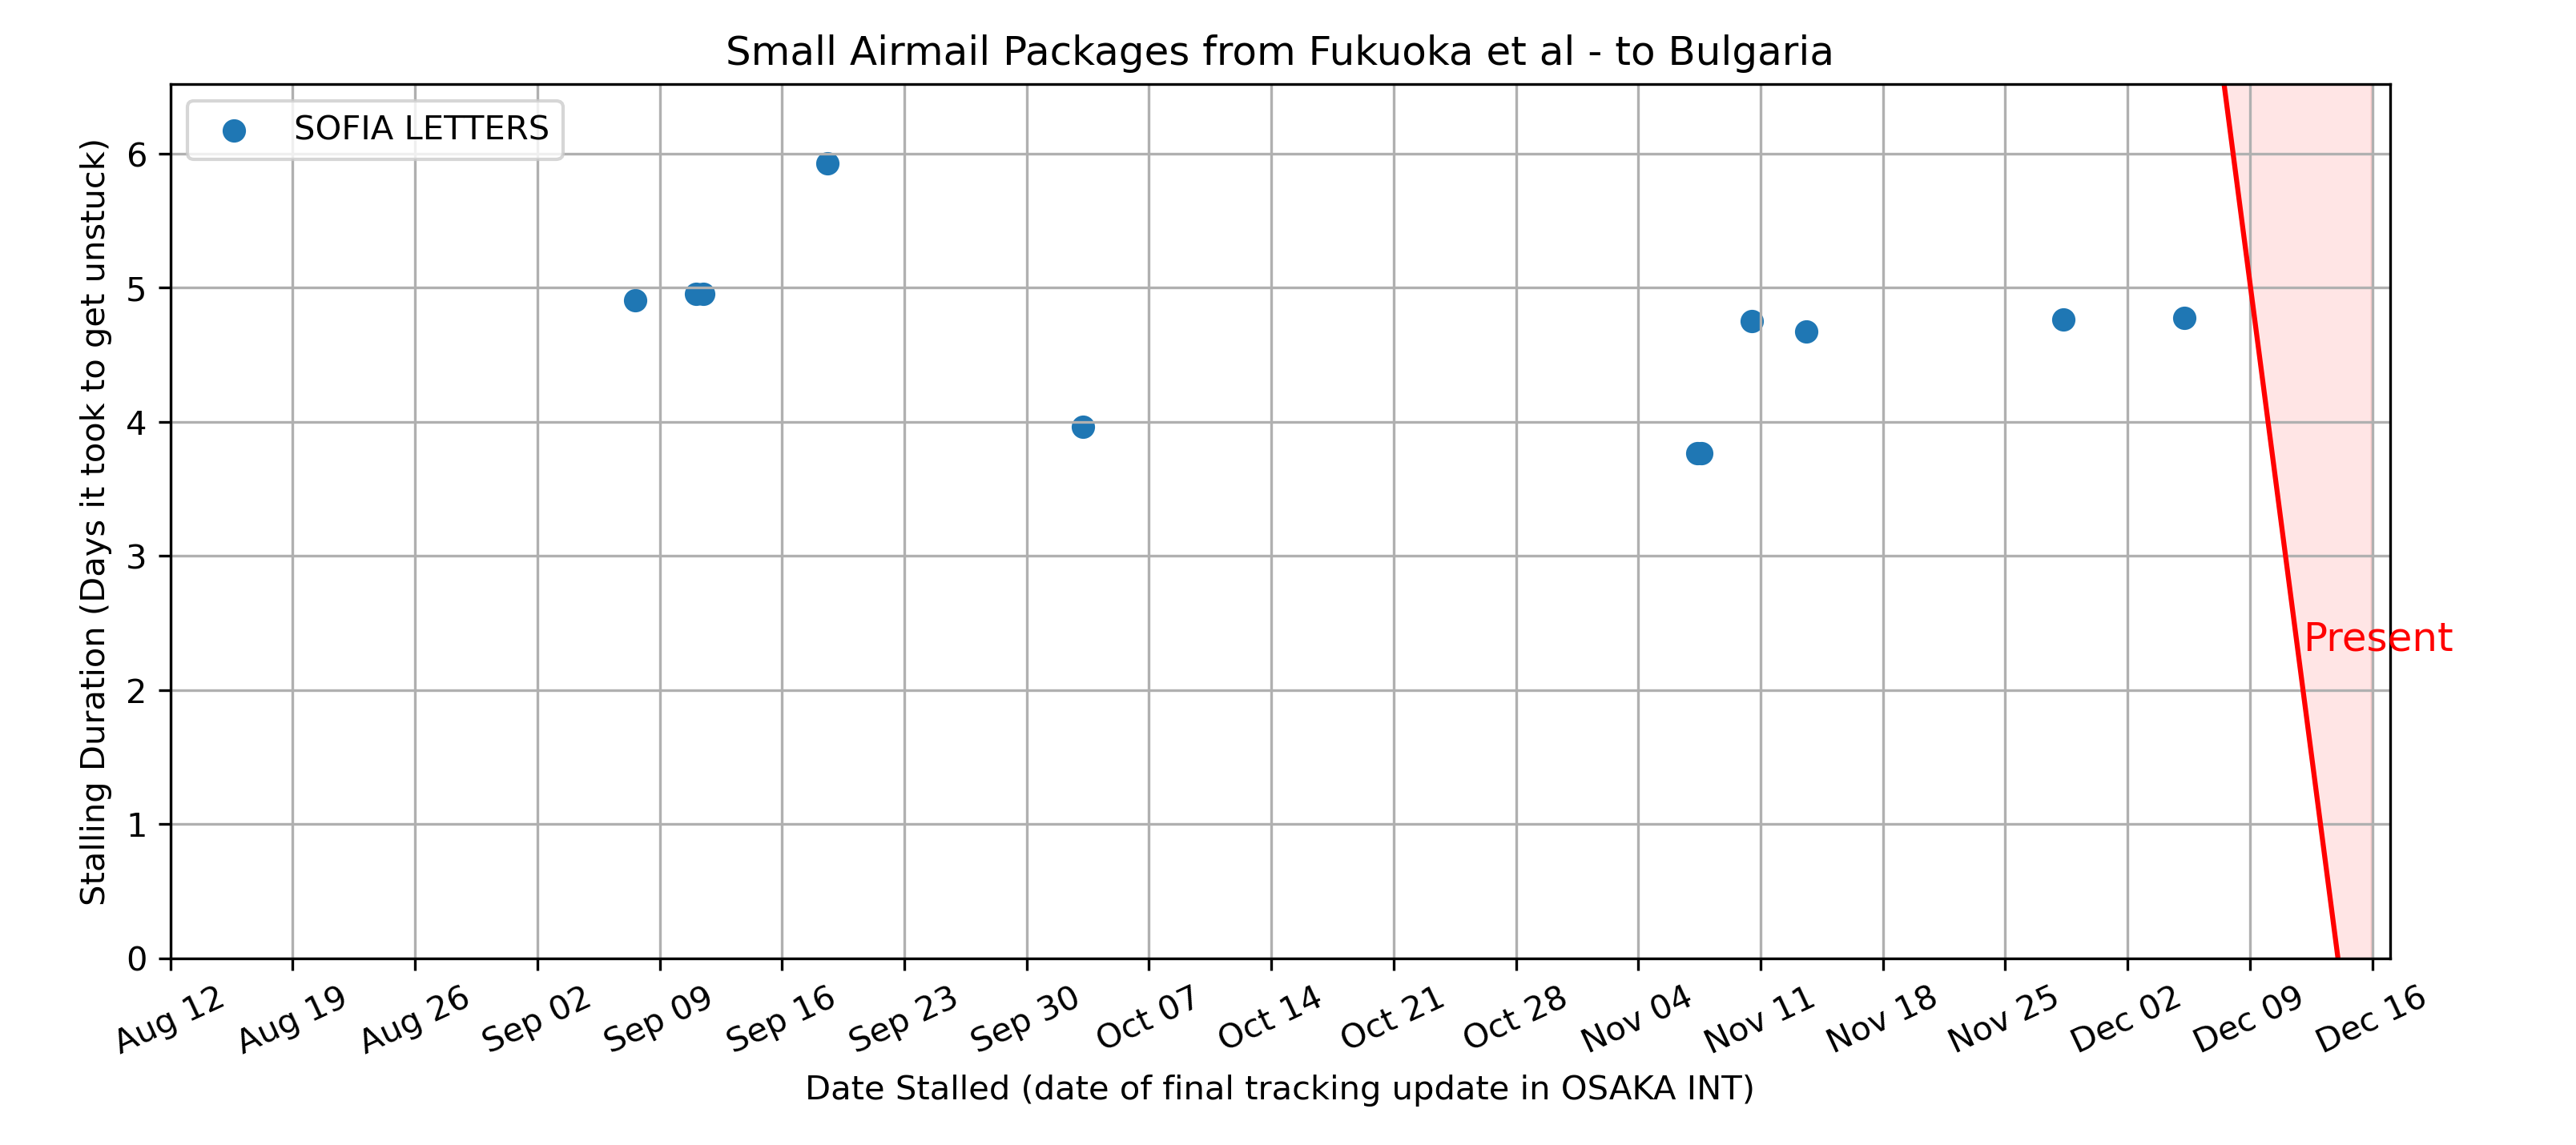 Small Airmail Packages from Fukuoka et al - to Bulgaria
SOFIA LETTERS
Stalling Duration (Days it took to get unstuck)
6
5
4
3
2
1
0
Present
Aug 12
Aug 19
Aug 26
Sep 02
Sep 09
Sep 16
Sep 23
Sep 30
Oct 07
Oct 14
Oct 21
Oct 28
Nov 04
Nov 11
Nov 18
Nov 25
Dec 02
Dec 09
Dec 16
Date Stalled (date of final tracking update in OSAKA INT)